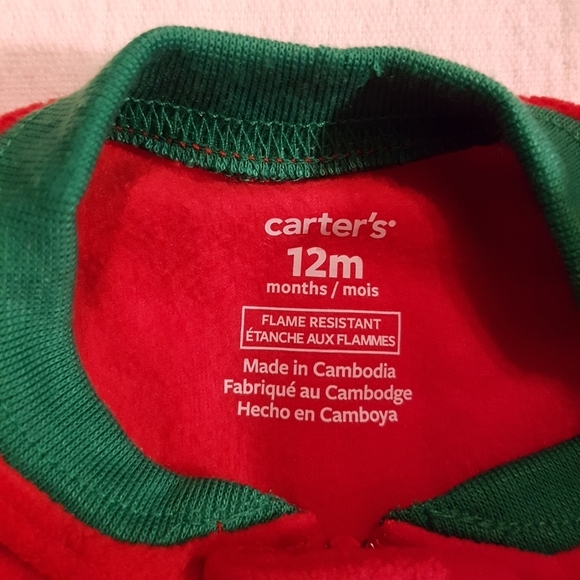 carter's
12m
months / mois
FLAME RESISTANT
ÉTANCHE AUX FLAMMES
Made in Cambodia
Fabriqué au Cambodge
Hecho en Camboya